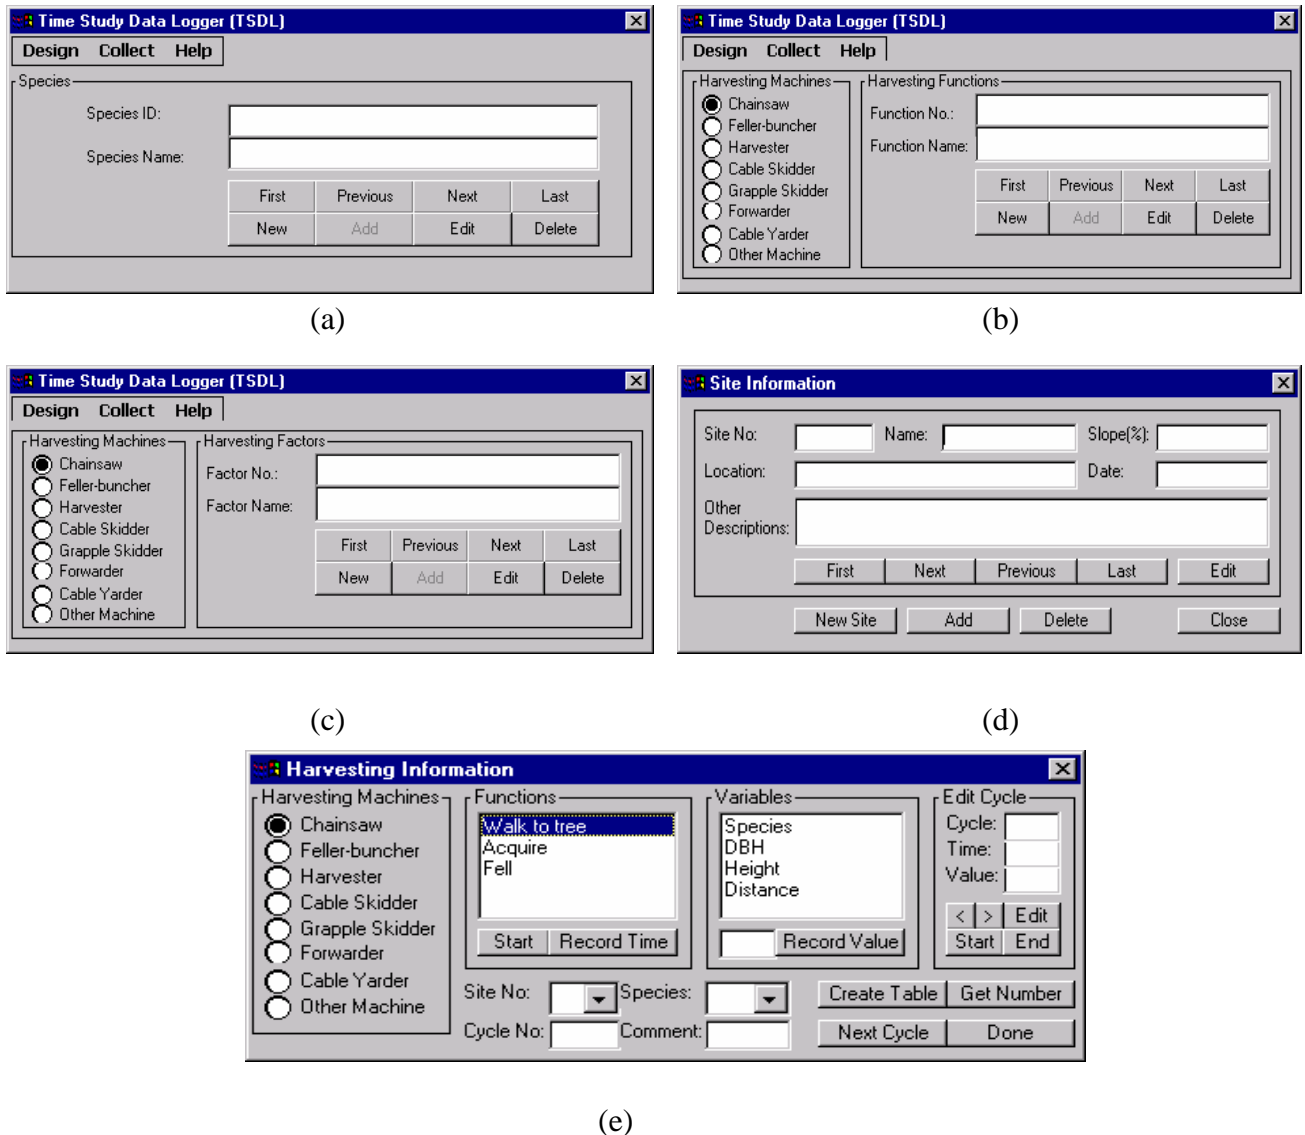 Time Study Data Logger (TSDL)
Design Collect Help
Species
Species ID:
Species Name:
First Previous Next Last
New Add Edit Delete
(a)
Time Study Data Logger (TSDL)
Design Collect Help
Harvesting Machines
Chainsaw
Feller-buncher
Harvester
Cable Skidder
Grapple Skidder
Forwarder
Cable Yarder
Other Machine
Harvesting Functions
Function No.:
Function Name:
First Previous Next Last
New Add Edit Delete
(b)
Time Study Data Logger (TSDL)
Design Collect Help
Harvesting Machines
Chainsaw
Feller-buncher
Harvester
Cable Skidder
Grapple Skidder
Forwarder
Cable Yarder
Other Machine
Harvesting Factors
Factor No.:
Factor Name:
First Previous Next Last
New Add Edit Delete
(c)
Site Information
Site No: Name: Slope(%):
Location: Date:
Other
Descriptions:
First Next Previous Last Edit
New Site Add Delete Close
(d)
Harvesting Information
Harvesting Machines
Chainsaw
Feller-buncher
Harvester
Cable Skidder
Grapple Skidder
Forwarder
Cable Yarder
Other Machine
Functions
Walk to tree
Acquire
Fell
Start Record Time
Variables
Species
DBH
Height
Distance
Record Value
Edit Cycle
Cycle:
Time:
Value:
< > Edit
Start End
Site No: Species: Create Table Get Number
Cycle No: Comment: Next Cycle Done
(e)